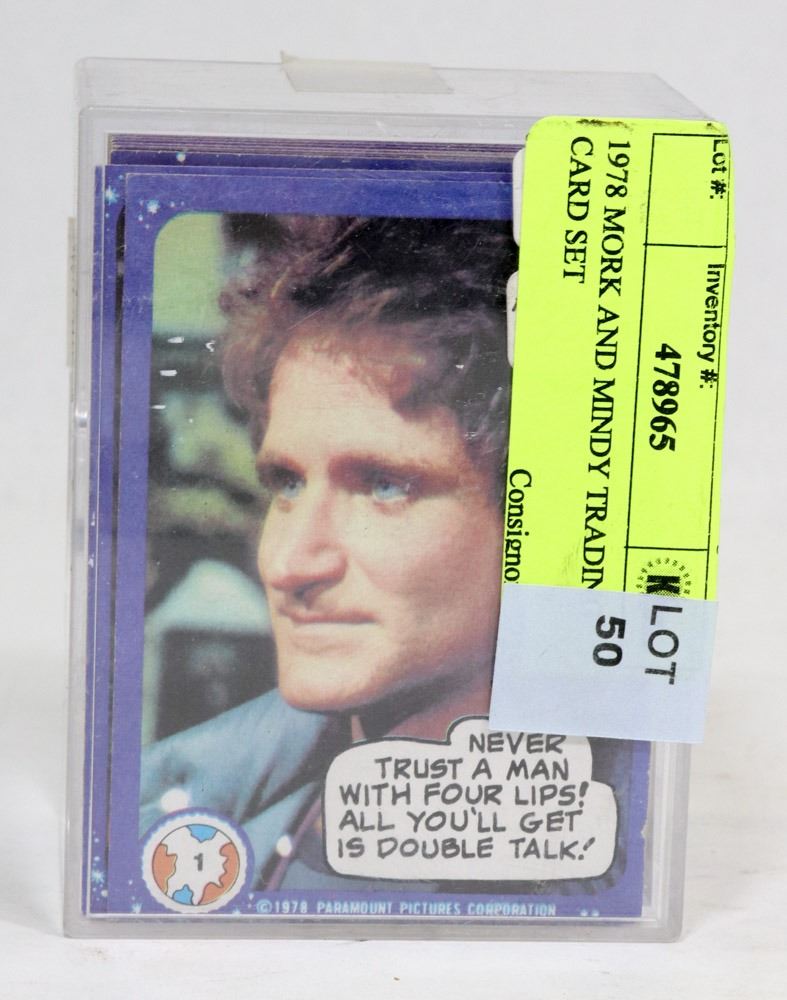 Lot #:
Inventory #:
478965
1978 MORK AND MINDY TRADIN
CARD SET
Consigno
K
LOT
50
NEVER
TRUST A MAN
WITH FOUR LIPS!
ALL YOU'LL GET
IS DOUBLE TALK!
1
©1978 PARAMOUNT PICTURES CORPORATION